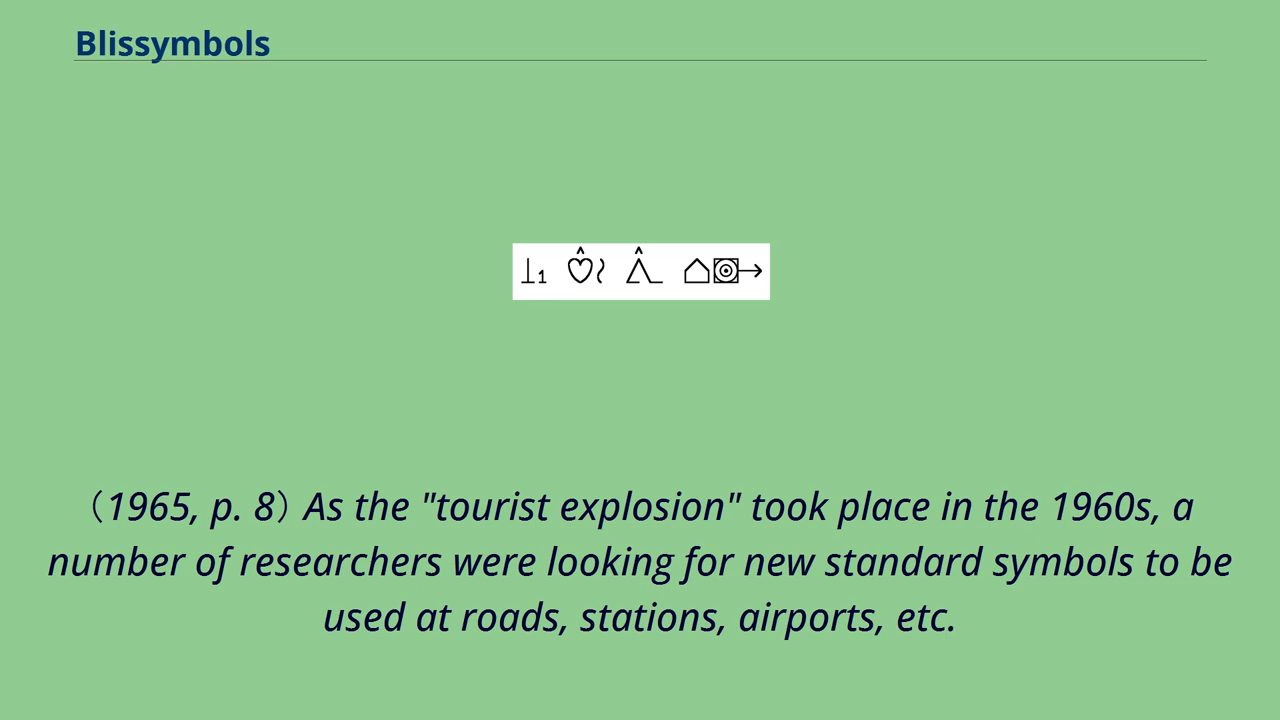 Blissymbols
（1965, p. 8）As the "tourist explosion" took place in the 1960s, a
number of researchers were looking for new standard symbols to be
used at roads, stations, airports, etc.